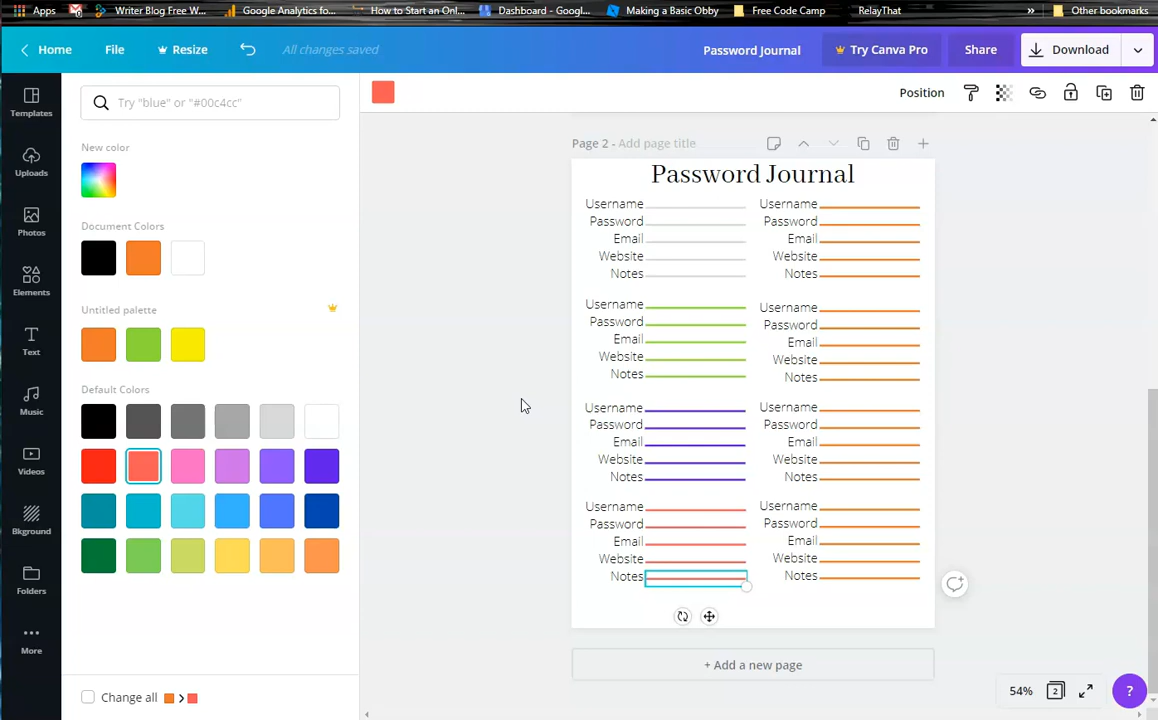 Apps Writer Blog Free W... Google Analytics fo... How to Start an Onl... Dashboard - Googl... Making a Basic Obby Free Code Camp RelayThat » Other bookmarks
Home File Resize All changes saved Password Journal Try Canva Pro Share Download
Templates
Uploads
Photos
Elements
Text
Music
Videos
Bkground
Folders
More
Try "blue" or "#00c4cc"
New color
Document Colors
Untitled palette
Default Colors
Change all
Position
Page 2 - Add page title
Password Journal
Username
Password
Email
Website
Notes
Username
Password
Email
Website
Notes
Username
Password
Email
Website
Notes
Username
Password
Email
Website
Notes
Username
Password
Email
Website
Notes
Username
Password
Email
Website
Notes
Username
Password
Email
Website
Notes
Username
Password
Email
Website
Notes
+ Add a new page
54% 2 ?